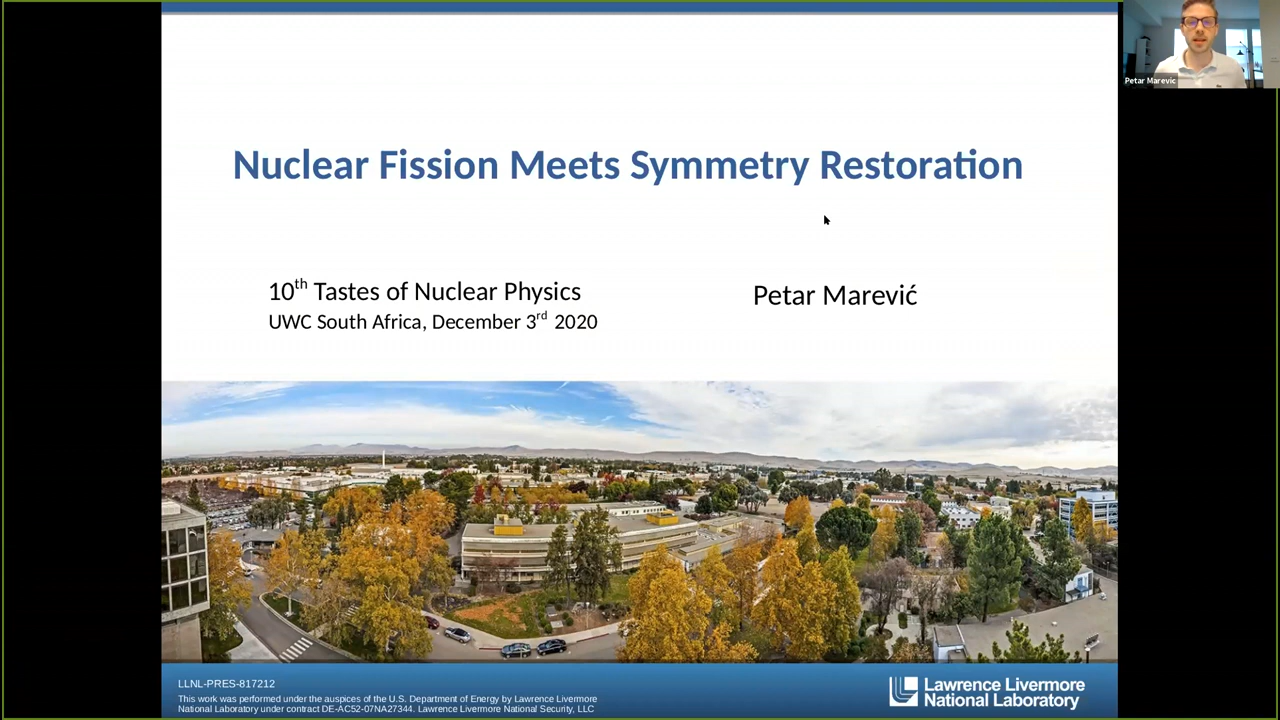 Petar Marevic
Nuclear Fission Meets Symmetry Restoration
10th Tastes of Nuclear Physics
UWC South Africa, December 3rd 2020
Petar Marević
LLNL-PRES-817212
This work was performed under the auspices of the U.S. Department of Energy by Lawrence Livermore
National Laboratory under contract DE-AC52-07NA27344. Lawrence Livermore National Security, LLC
Lawrence Livermore
National Laboratory